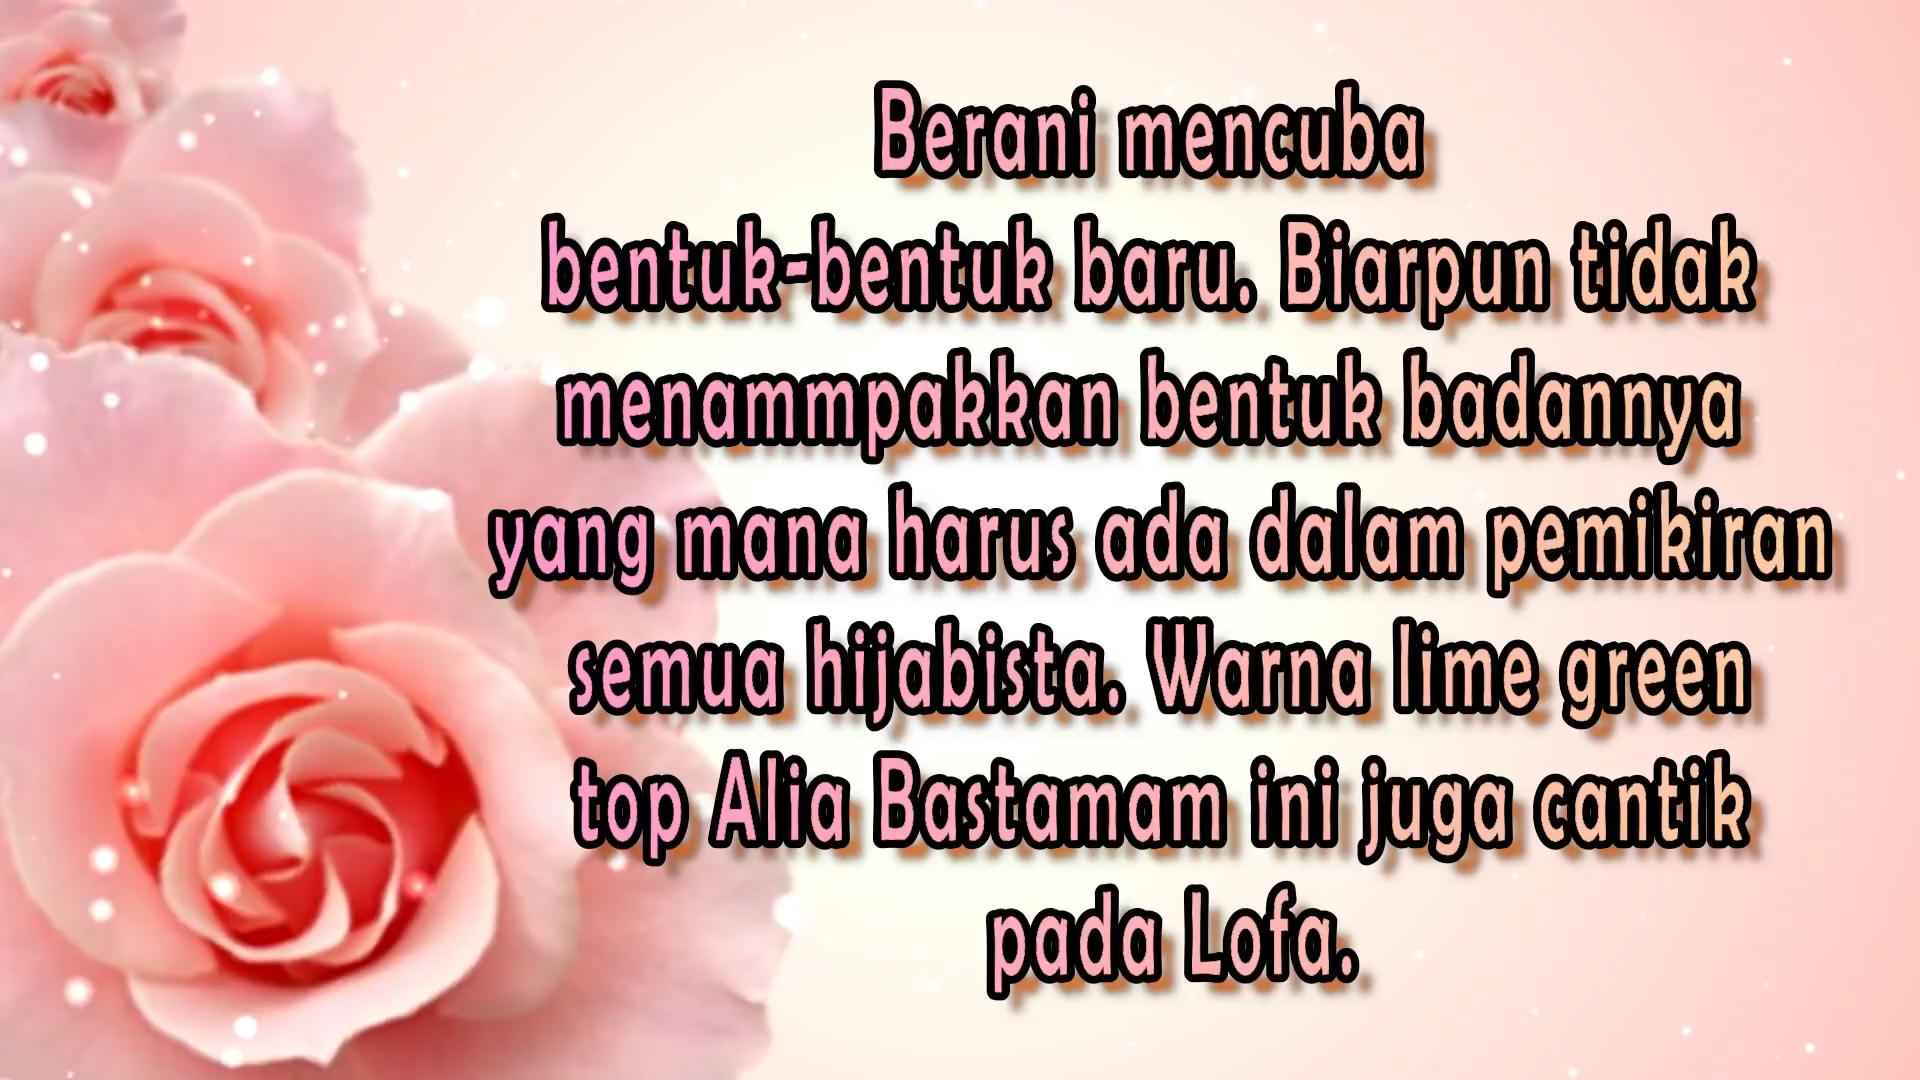 Berani mencuba
bentuk-bentuk baru. Biarpun tidak
menammpakkan bentuk badannya
yang mana harus ada dalam pemikiran
semua hijabista. Warna lime green
top Alia Bastamam ini juga cantik
pada Lofa.